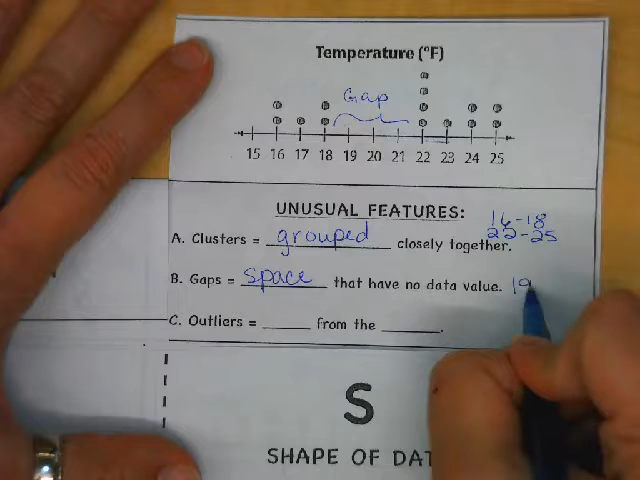 Temperature (°F)
Gap
15 16 17 18 19 20 21 22 23 24 25
UNUSUAL FEATURES:
16-18
22-25
A. Clusters = grouped closely together.
B. Gaps = space that have no data value. 19
C. Outliers = ______ from the ________.
S
SHAPE OF DAT